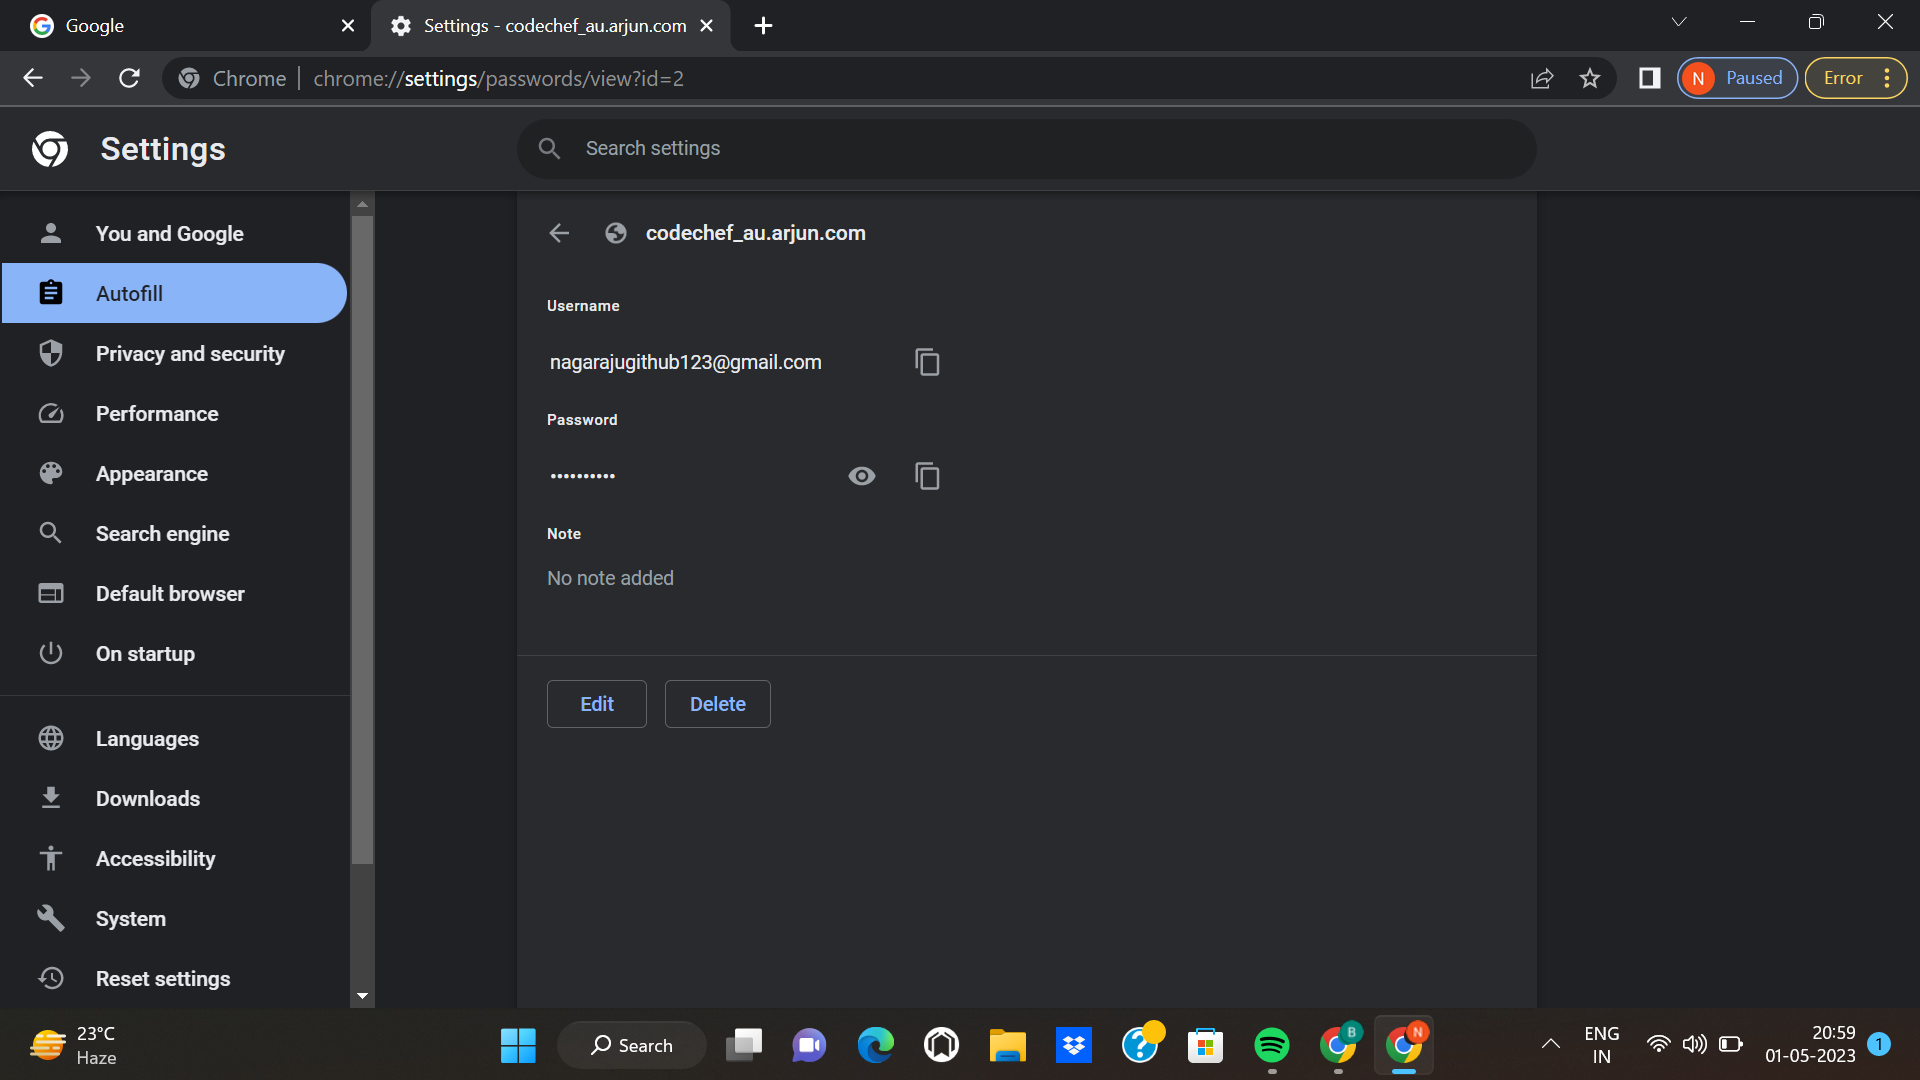 Google
Settings - codechef_au.arjun.com
Chrome
chrome://settings/passwords/view?id=2
N
Paused
Error
Settings
Search settings
You and Google
Autofill
Privacy and security
Performance
Appearance
Search engine
Default browser
On startup
Languages
Downloads
Accessibility
System
Reset settings
codechef_au.arjun.com
Username
nagarajugithub123@gmail.com
Password
••••••••••
Note
No note added
Edit
Delete
23°C
Haze
Search
B
N
ENG
IN
20:59
01-05-2023
1